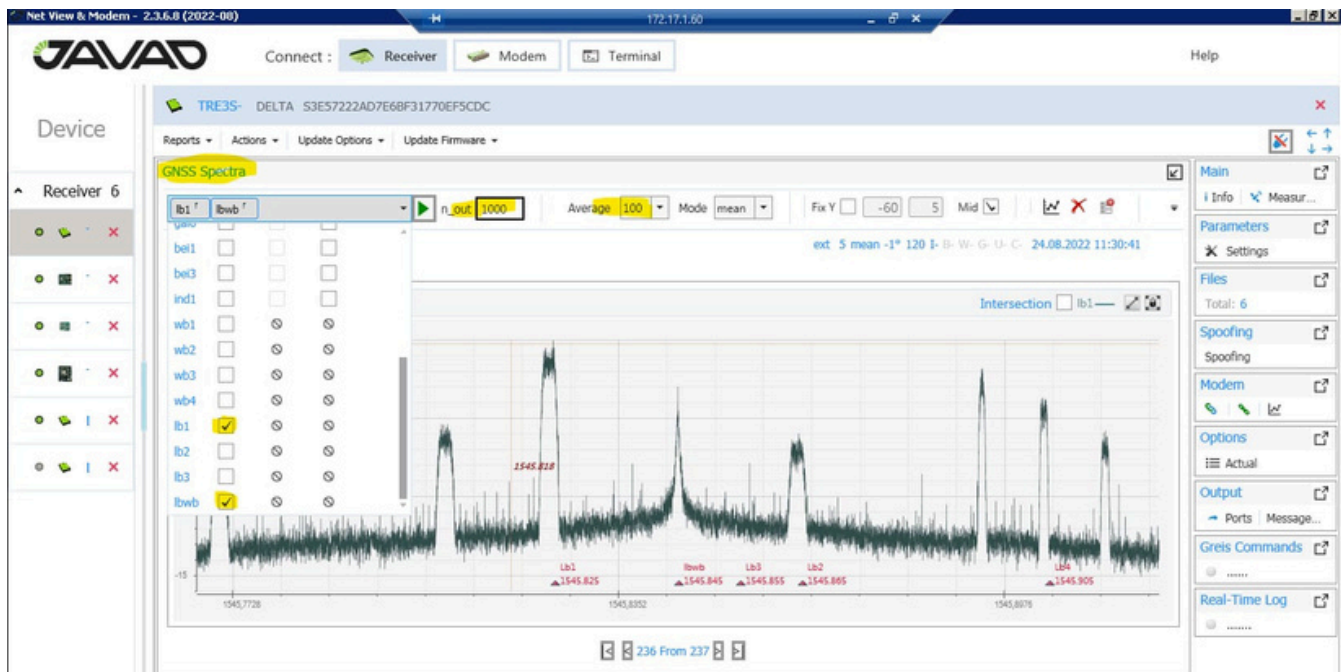 Net View & Modem - 2.3.6.8 (2022-08)
172.17.1.60
JAVAD
Connect :
Receiver
Modem
Terminal
Help
Device
Receiver 6
TRE3S- DELTA S3E57222AD7E6BF31770EF5CDC
Reports
Actions
Update Options
Update Firmware
GNSS Spectra
lb1
lbwb
n_out 1000
Average 100
Mode mean
Fix Y -60 5 Mid
ext 5 mean -1° 120 I- B- W- G- U- C- 24.08.2022 11:30:41
bei1
bei3
ind1
wb1
wb2
wb3
wb4
lb1
lb2
lb3
lbwb
Intersection lb1
1545.818
Lb1
1545.825
lbwb
1545.845
Lb3
1545.855
Lb2
1545.865
Lb4
1545.905
-15
1545,7728
1545,8352
1545,8976
236 From 237
Main
Info
Measur...
Parameters
Settings
Files
Total: 6
Spoofing
Spoofing
Modem
Options
Actual
Output
Ports
Message...
Greis Commands
......
Real-Time Log
.......